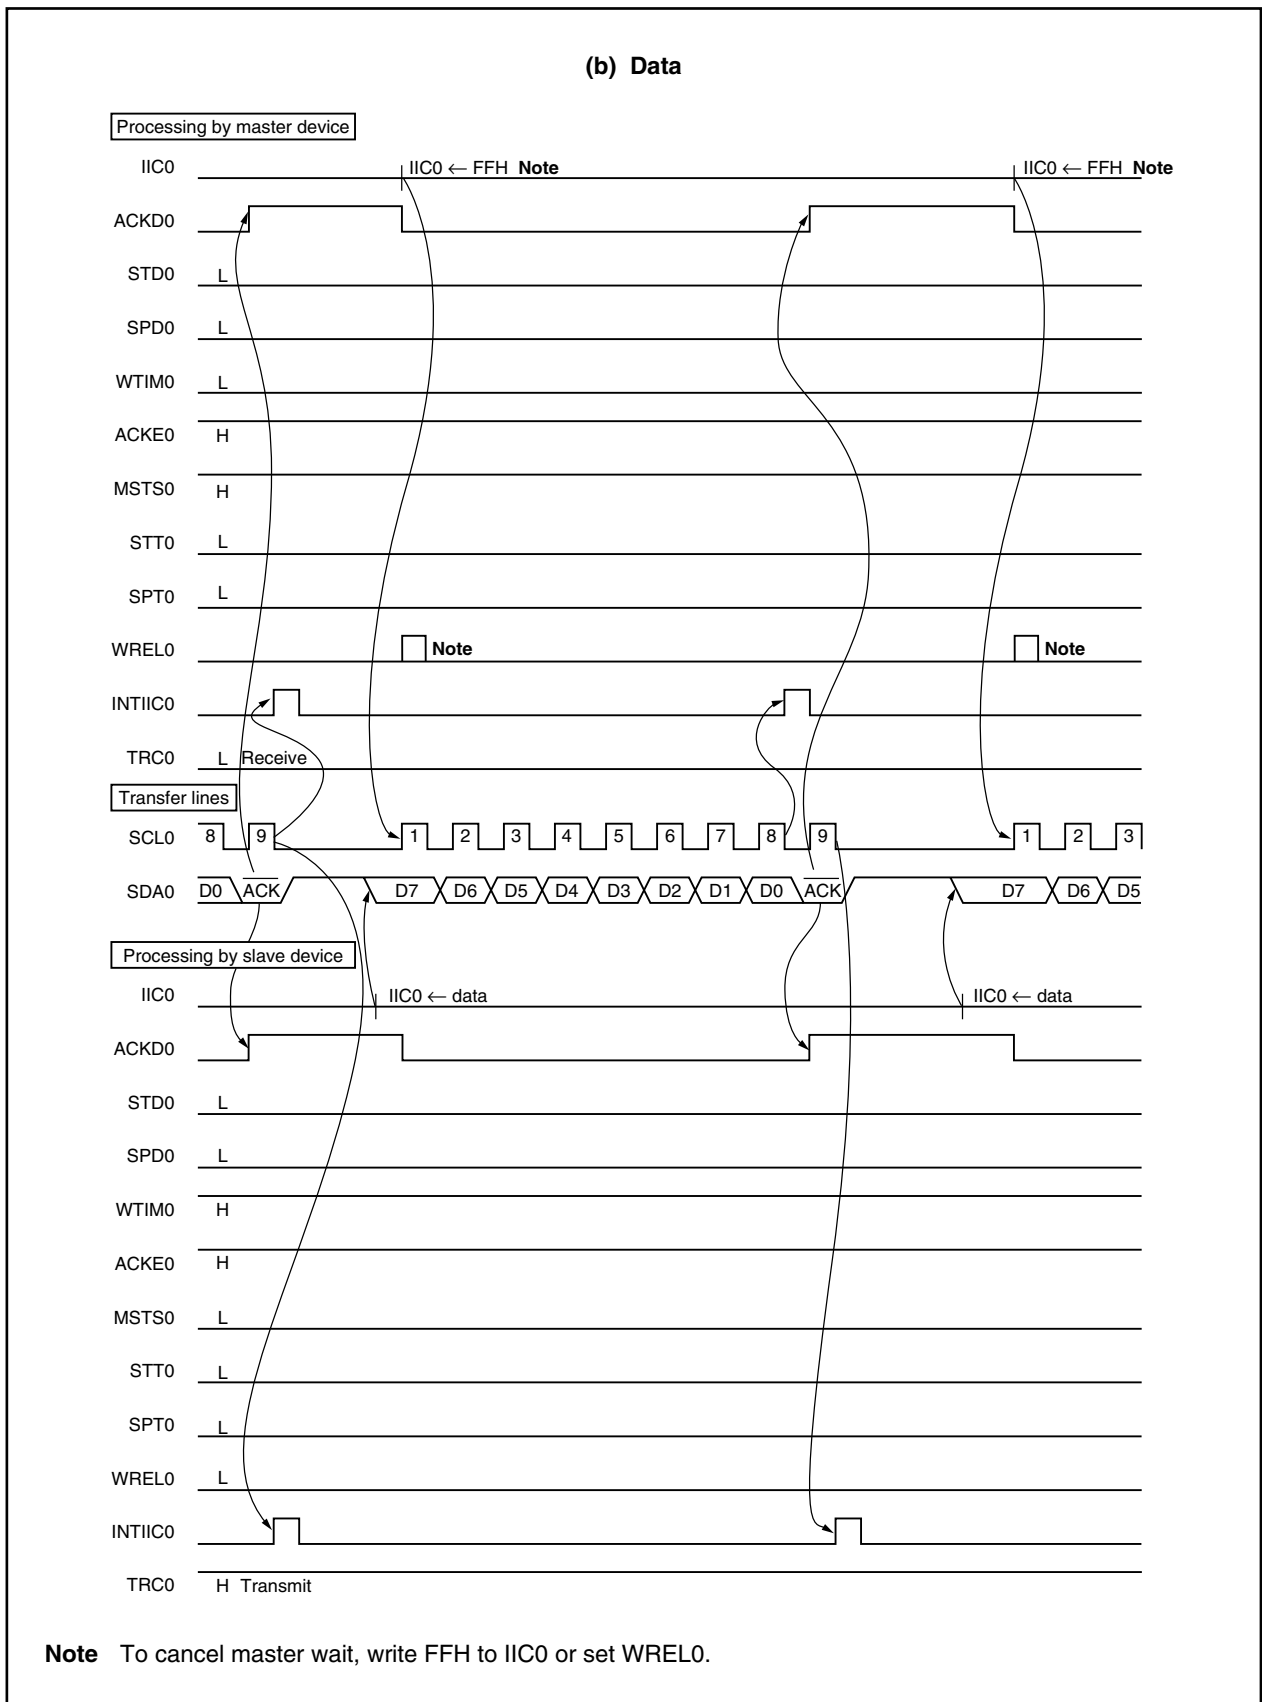 (b) Data
Processing by master device
IIC0 IIC0 ← FFH Note IIC0 ← FFH Note
ACKD0
STD0 L
SPD0 L
WTIM0 L
ACKE0 H
MSTS0 H
STT0 L
SPT0 L
WREL0 Note Note
INTIIC0
TRC0 L Receive
Transfer lines
SCL0 8 9 1 2 3 4 5 6 7 8 9 1 2 3
SDA0 D0 ACK D7 D6 D5 D4 D3 D2 D1 D0 ACK D7 D6 D5
Processing by slave device
IIC0 IIC0 ← data IIC0 ← data
ACKD0
STD0 L
SPD0 L
WTIM0 H
ACKE0 H
MSTS0 L
STT0 L
SPT0 L
WREL0 L
INTIIC0
TRC0 H Transmit
Note To cancel master wait, write FFH to IIC0 or set WREL0.